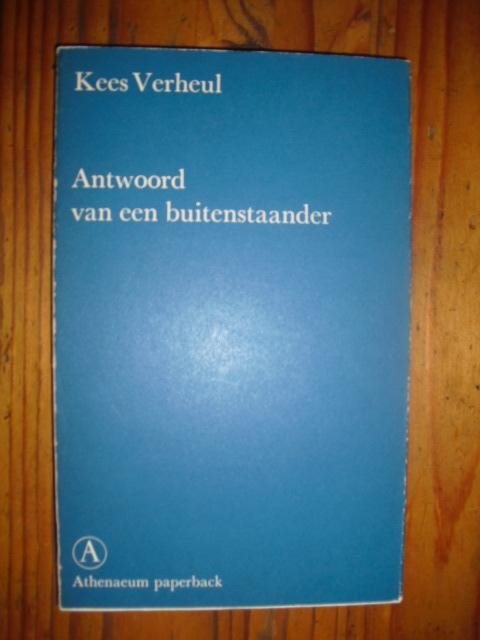 Kees Verheul
Antwoord
van een buitenstaander
A
Athenaeum paperback